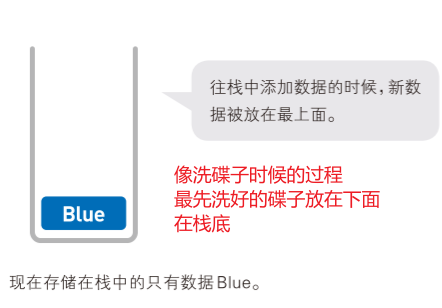 往栈中添加数据的时候，新数
据被放在最上面。
像洗碟子时候的过程
最先洗好的碟子放在下面
在栈底
Blue
现在存储在栈中的只有数据Blue。